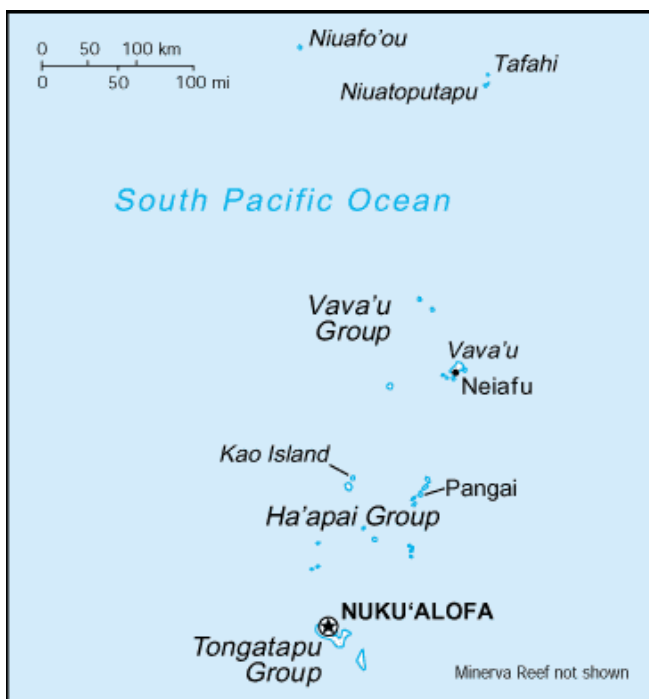 Niuafo'ou
0 50 100 km
0 50 100 mi
Tafahi
Niuatoputapu
South Pacific Ocean
Vava'u
Group
Vava'u
Neiafu
Kao Island
Pangai
Ha'apai Group
NUKU‘ALOFA
Tongatapu
Group
Minerva Reef not shown